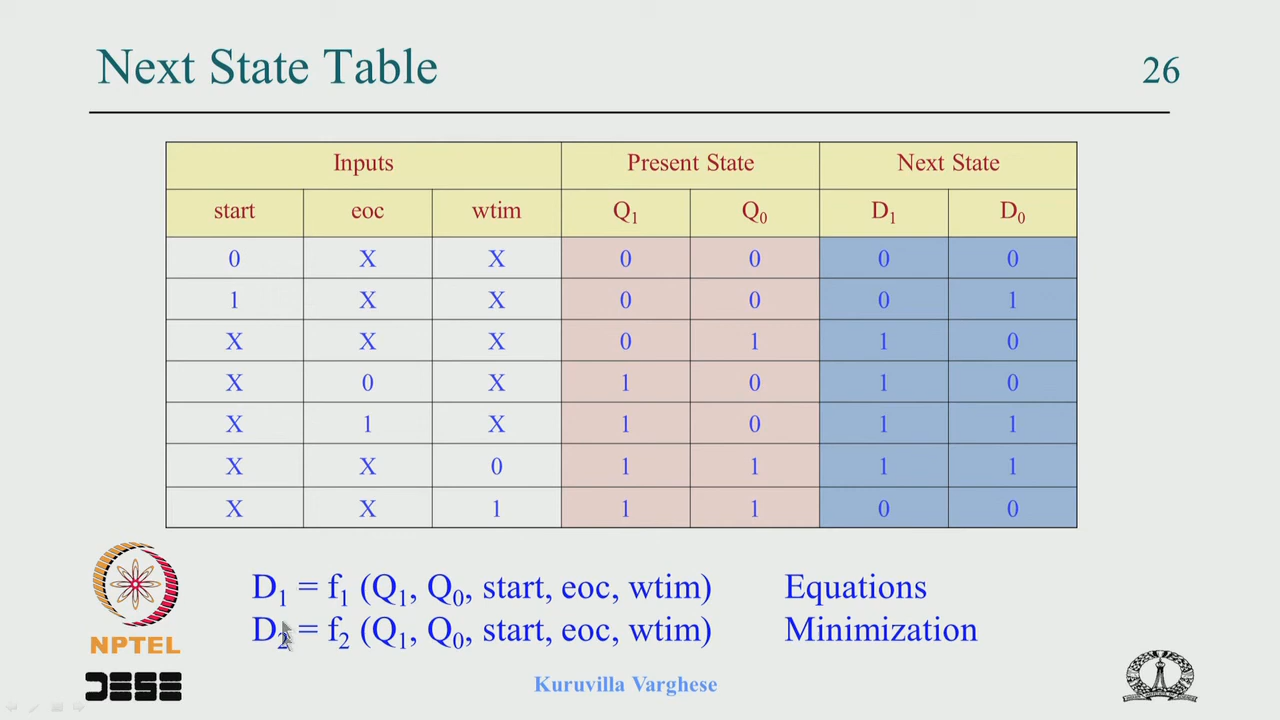 Next State Table 26
Inputs Present State Next State
start eoc wtim Q1 Q0 D1 D0
0 X X 0 0 0 0
1 X X 0 0 0 1
X X X 0 1 1 0
X 0 X 1 0 1 0
X 1 X 1 0 1 1
X X 0 1 1 1 1
X X 1 1 1 0 0
D1 = f1 (Q1, Q0, start, eoc, wtim) Equations
D2 = f2 (Q1, Q0, start, eoc, wtim) Minimization
NPTEL
DESE
Kuruvilla Varghese